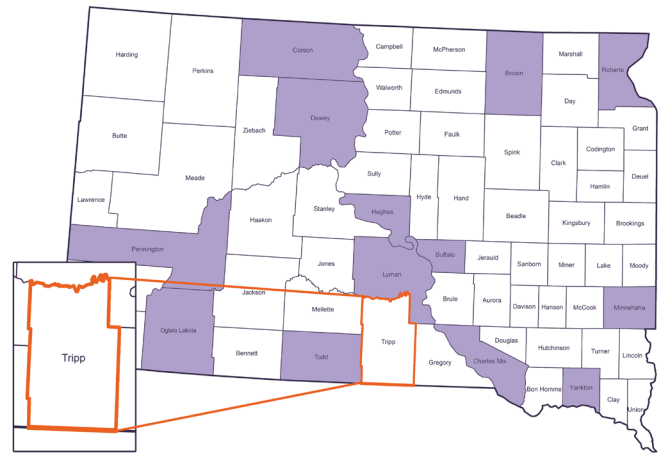 Harding
Perkins
Corson
Campbell
McPherson
Brown
Marshall
Roberts
Walworth
Edmunds
Day
Dewey
Ziebach
Butte
Potter
Faulk
Grant
Codington
Spink
Clark
Deuel
Meade
Sully
Hamlin
Lawrence
Hyde
Hand
Stanley
Hughes
Haakon
Beadle
Kingsbury
Brookings
Pennington
Buffalo
Jerauld
Sanborn
Miner
Lake
Moody
Jones
Lyman
Jackson
Mellette
Brule
Aurora
Davison
Hanson
McCook
Minnehaha
Oglala Lakota
Tripp
Tripp
Douglas
Hutchinson
Turner
Lincoln
Bennett
Todd
Gregory
Charles Mix
Bon Homme
Yankton
Clay
Union